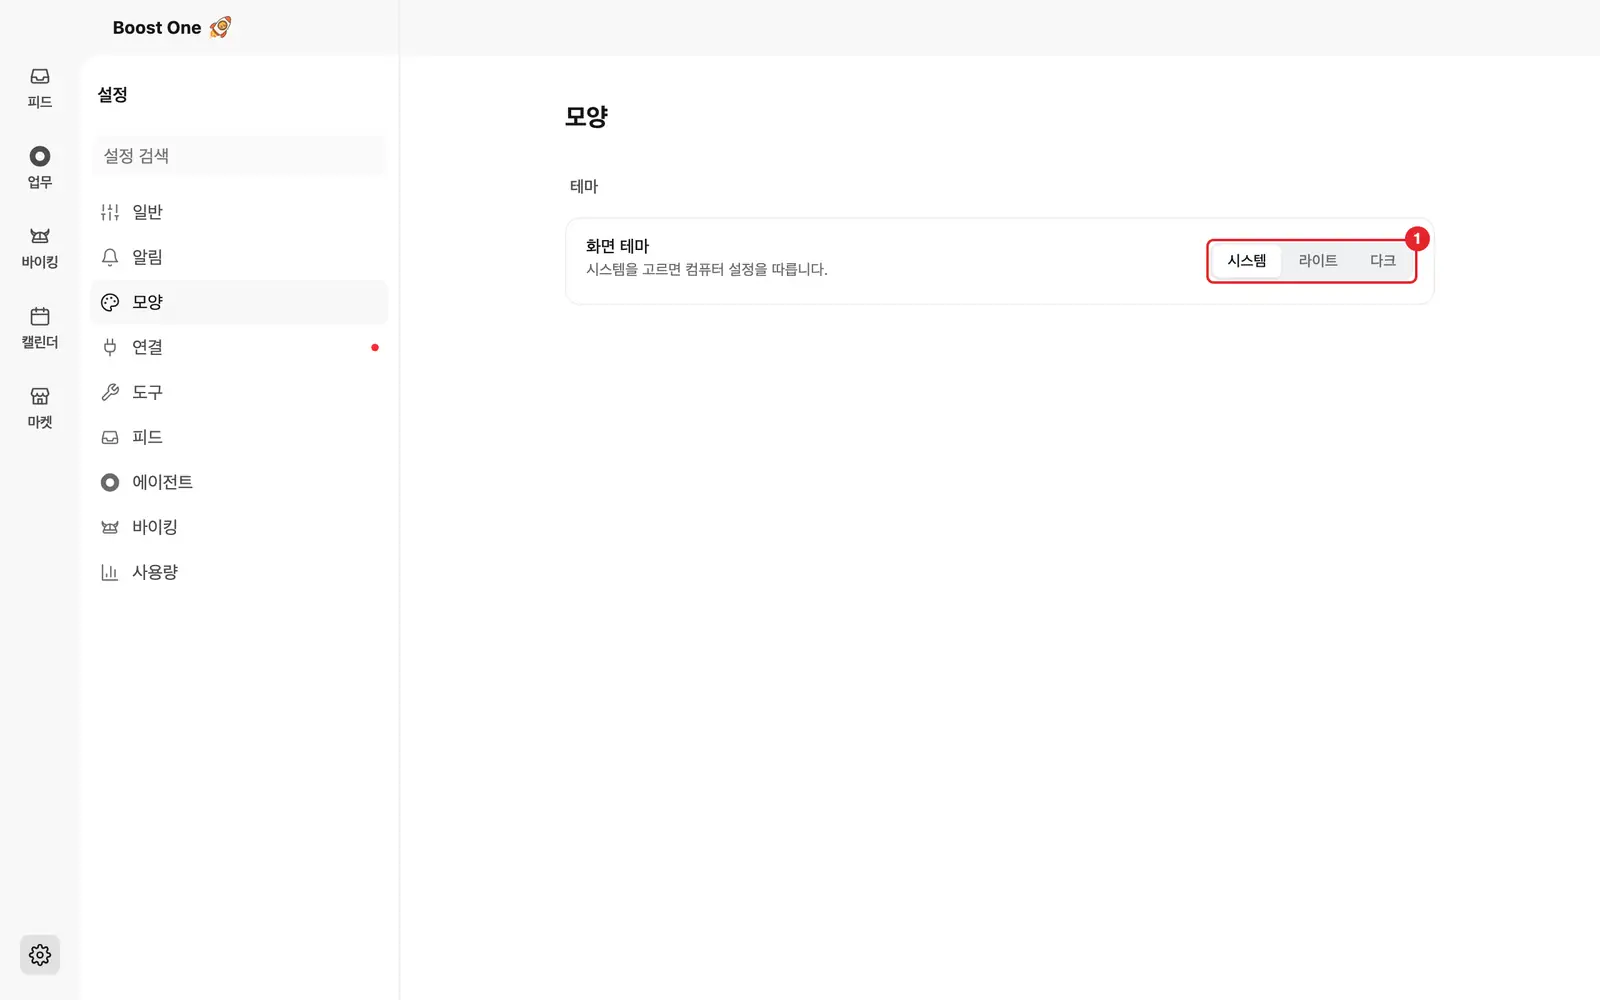 Boost One 🚀
피드
업무
바이킹
캘린더
마켓
설정
설정 검색
일반
알림
모양
연결
도구
피드
에이전트
바이킹
사용량
모양
테마
화면 테마
시스템을 고르면 컴퓨터 설정을 따릅니다.
시스템 라이트 다크
1